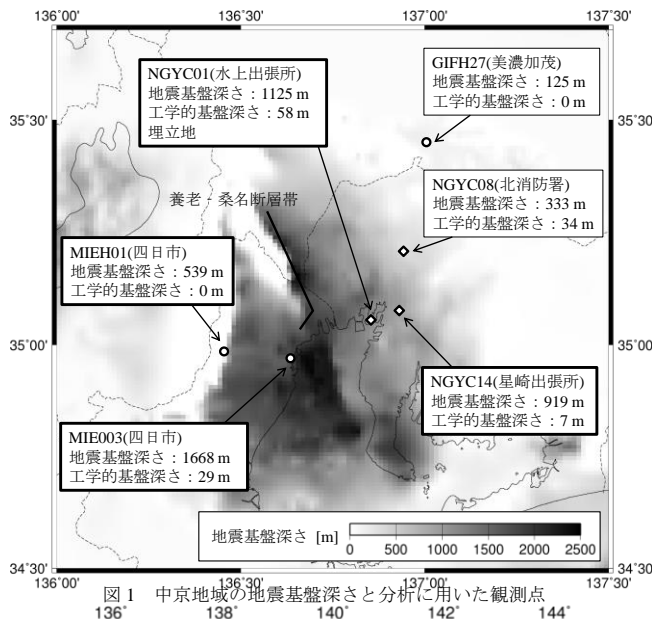 136˚00' 136˚30' 137˚00' 137˚30'
GIFH27(美濃加茂)
地震基盤深さ：125 m
工学的基盤深さ：0 m
NGYC01(水上出張所)
地震基盤深さ：1125 m
工学的基盤深さ：58 m
埋立地
35˚30' 35˚30'
NGYC08(北消防署)
地震基盤深さ：333 m
工学的基盤深さ：34 m
養老‐桑名断層帯
MIEH01(四日市)
地震基盤深さ：539 m
工学的基盤深さ：0 m
35˚00' 35˚00'
NGYC14(星崎出張所)
地震基盤深さ：919 m
工学的基盤深さ：7 m
MIE003(四日市)
地震基盤深さ：1668 m
工学的基盤深さ：29 m
地震基盤深さ [m]
0 500 1000 1500 2000 2500
34˚30' 34˚30'
136˚00' 136˚30' 137˚00' 137˚30'
図 1 中京地域の地震基盤深さと分析に用いた観測点
136˚ 138˚ 140˚ 142˚ 144˚